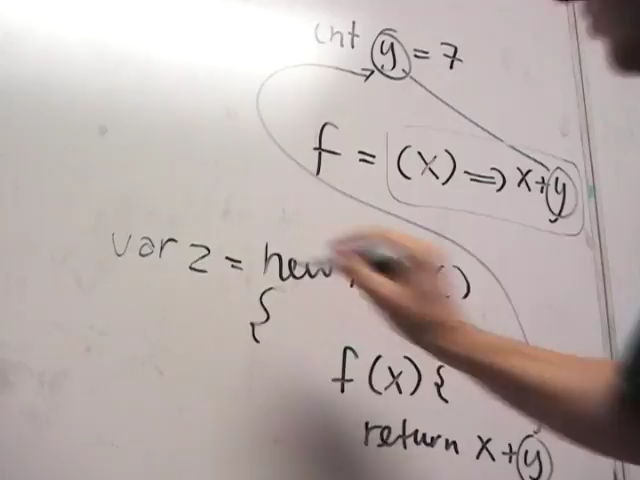 int y = 7
f = (x) => x+y
var z = new ()
{
f(x) {
return x+y